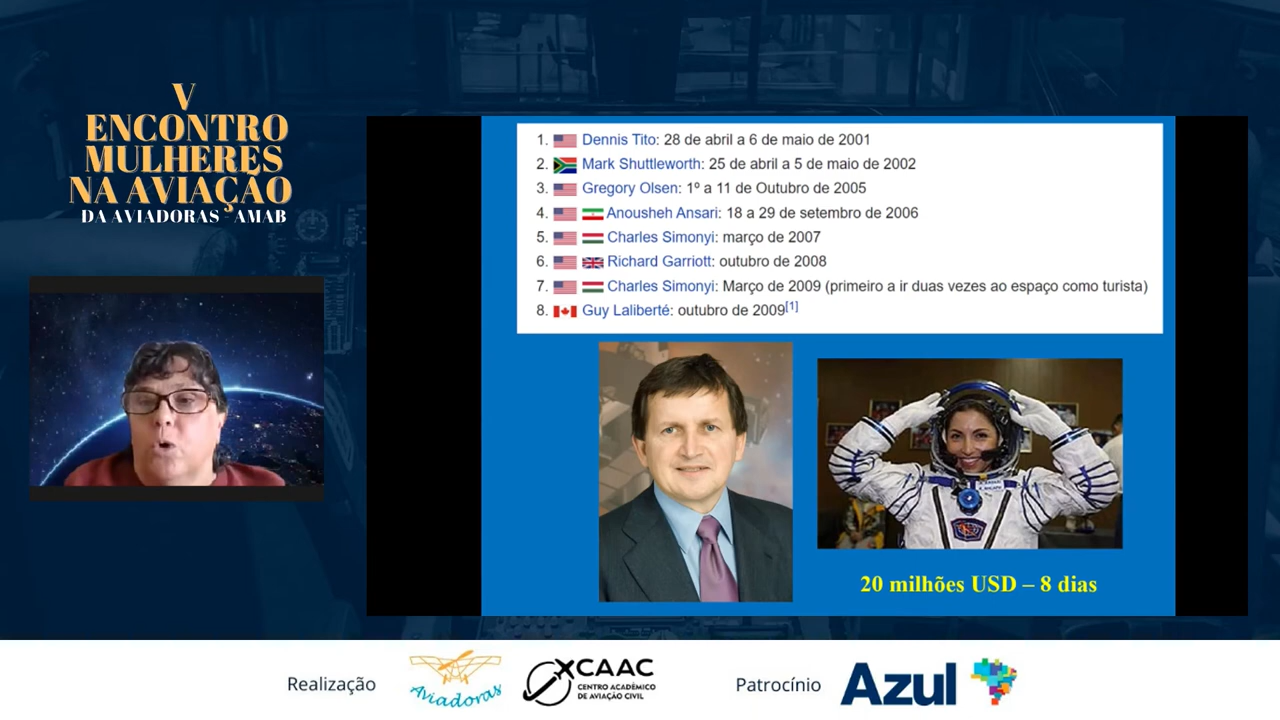 V
ENCONTRO
MULHERES
NA AVIAÇÃO
DA AVIADORAS - AMAB
1. Dennis Tito: 28 de abril a 6 de maio de 2001
2. Mark Shuttleworth: 25 de abril a 5 de maio de 2002
3. Gregory Olsen: 1º a 11 de Outubro de 2005
4. Anousheh Ansari: 18 a 29 de setembro de 2006
5. Charles Simonyi: março de 2007
6. Richard Garriott: outubro de 2008
7. Charles Simonyi: Março de 2009 (primeiro a ir duas vezes ao espaço como turista)
8. Guy Laliberté: outubro de 2009[1]
20 milhões USD – 8 dias
Realização
Aviadoras
CAAC
CENTRO ACADÊMICO
DE AVIAÇÃO CIVIL
Patrocínio
Azul